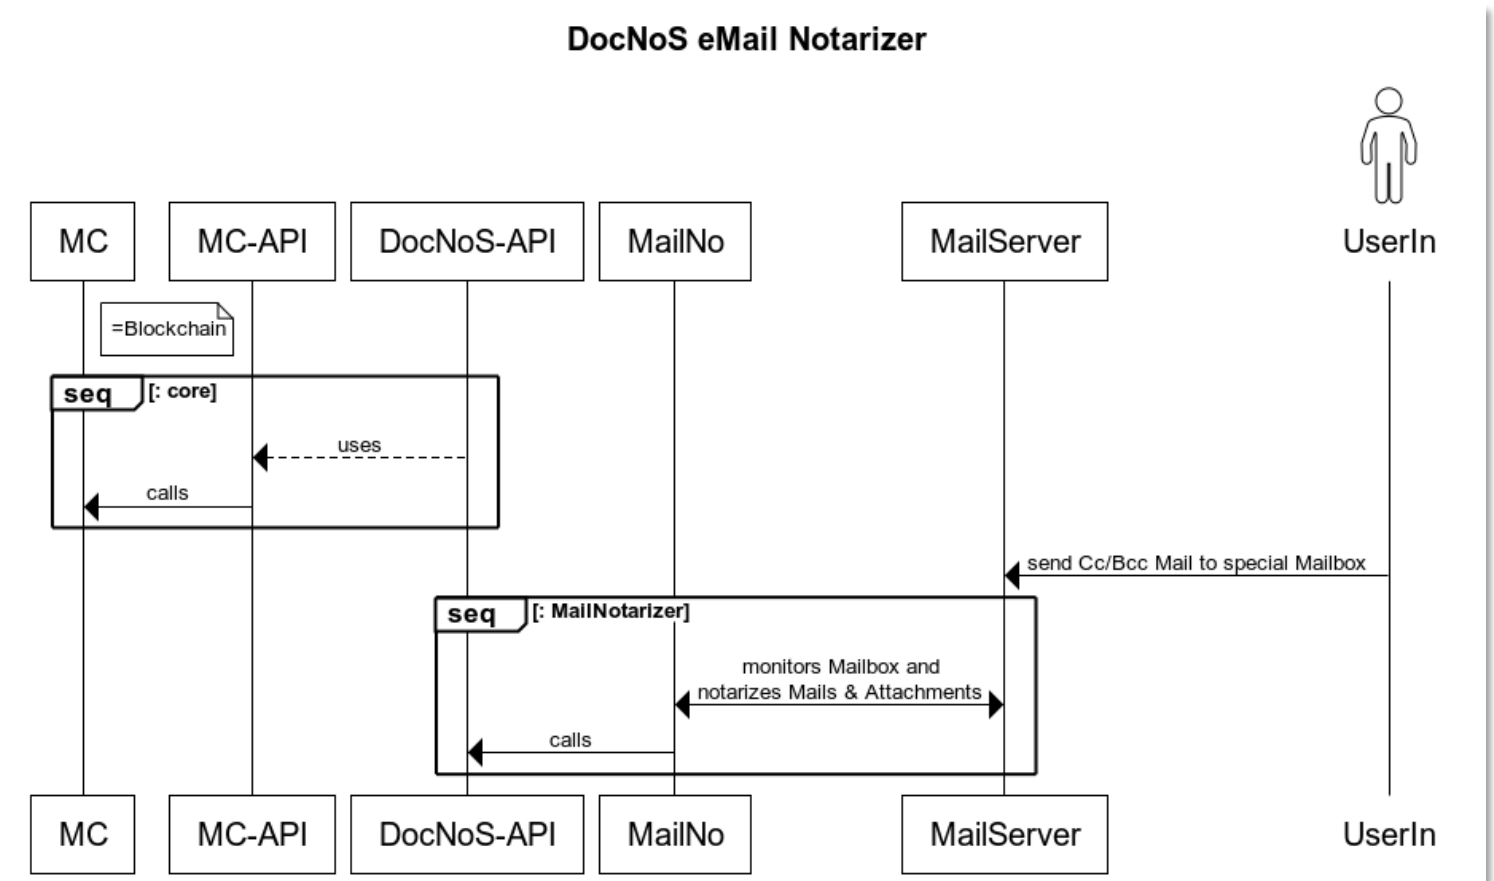 DocNoS eMail Notarizer
MC
MC-API
DocNoS-API
MailNo
MailServer
UserIn
=Blockchain
seq [: core]
uses
calls
send Cc/Bcc Mail to special Mailbox
seq [: MailNotarizer]
monitors Mailbox and
notarizes Mails & Attachments
calls
MC
MC-API
DocNoS-API
MailNo
MailServer
UserIn